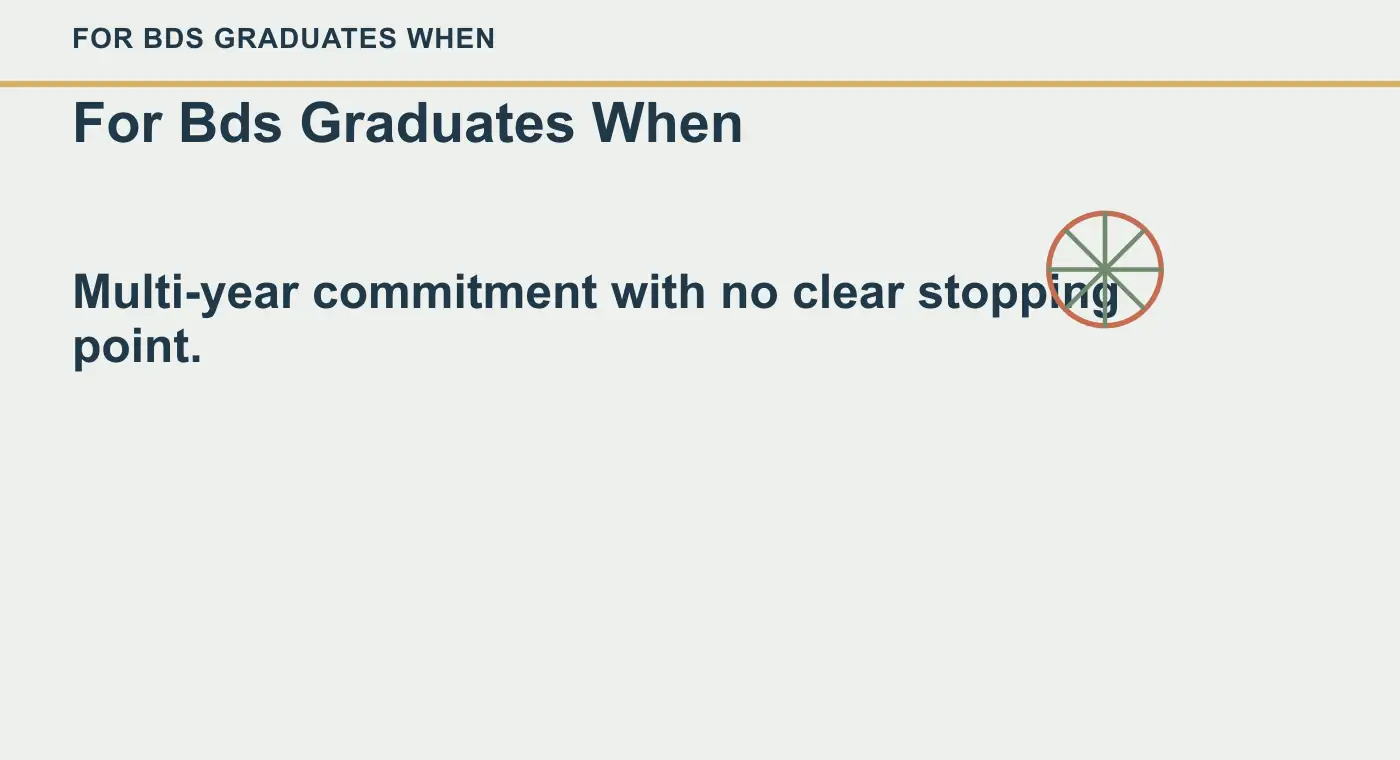 FOR BDS GRADUATES WHEN
For Bds Graduates When
Multi-year commitment with no clear stopping
point.